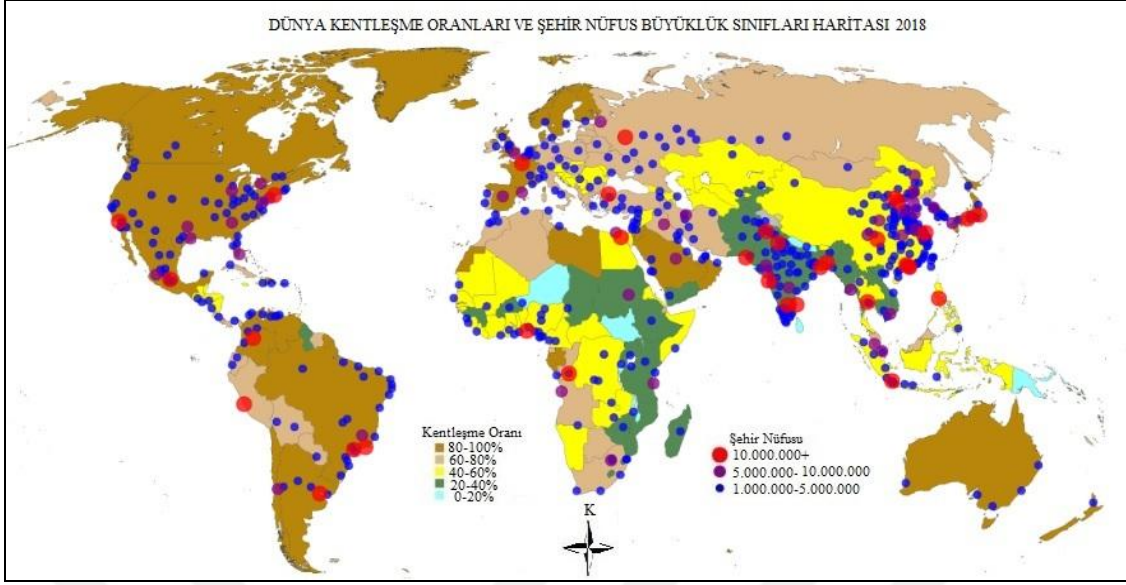 DÜNYA KENTLEŞME ORANLARI VE ŞEHİR NÜFUS BÜYÜKLÜK SINIFLARI HARİTASI 2018
Kentleşme Oranı
80-100%
60-80%
40-60%
20-40%
0-20%
Şehir Nüfusu
10.000.000+
5.000.000- 10.000.000
1.000.000-5.000.000
K